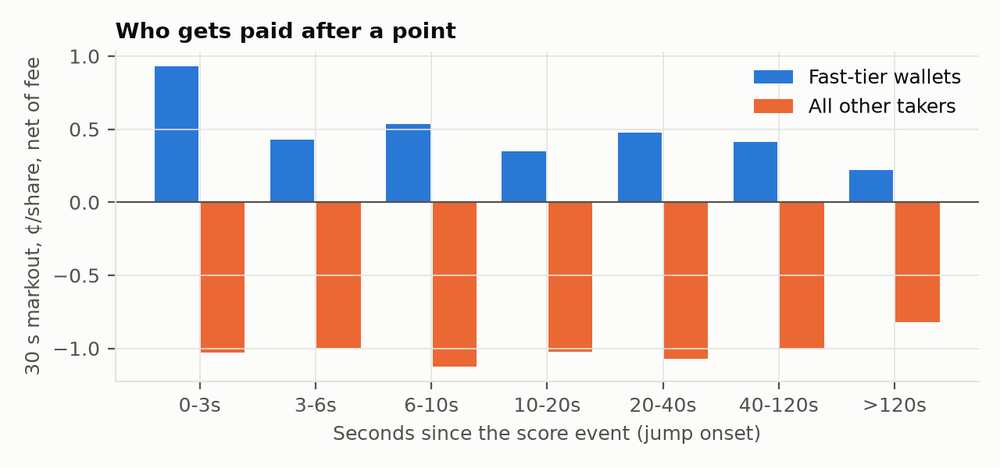 Who gets paid after a point
30 s markout, ¢/share, net of fee
1.0
0.5
0.0
−0.5
−1.0
Fast-tier wallets
All other takers
0-3s 3-6s 6-10s 10-20s 20-40s 40-120s >120s
Seconds since the score event (jump onset)